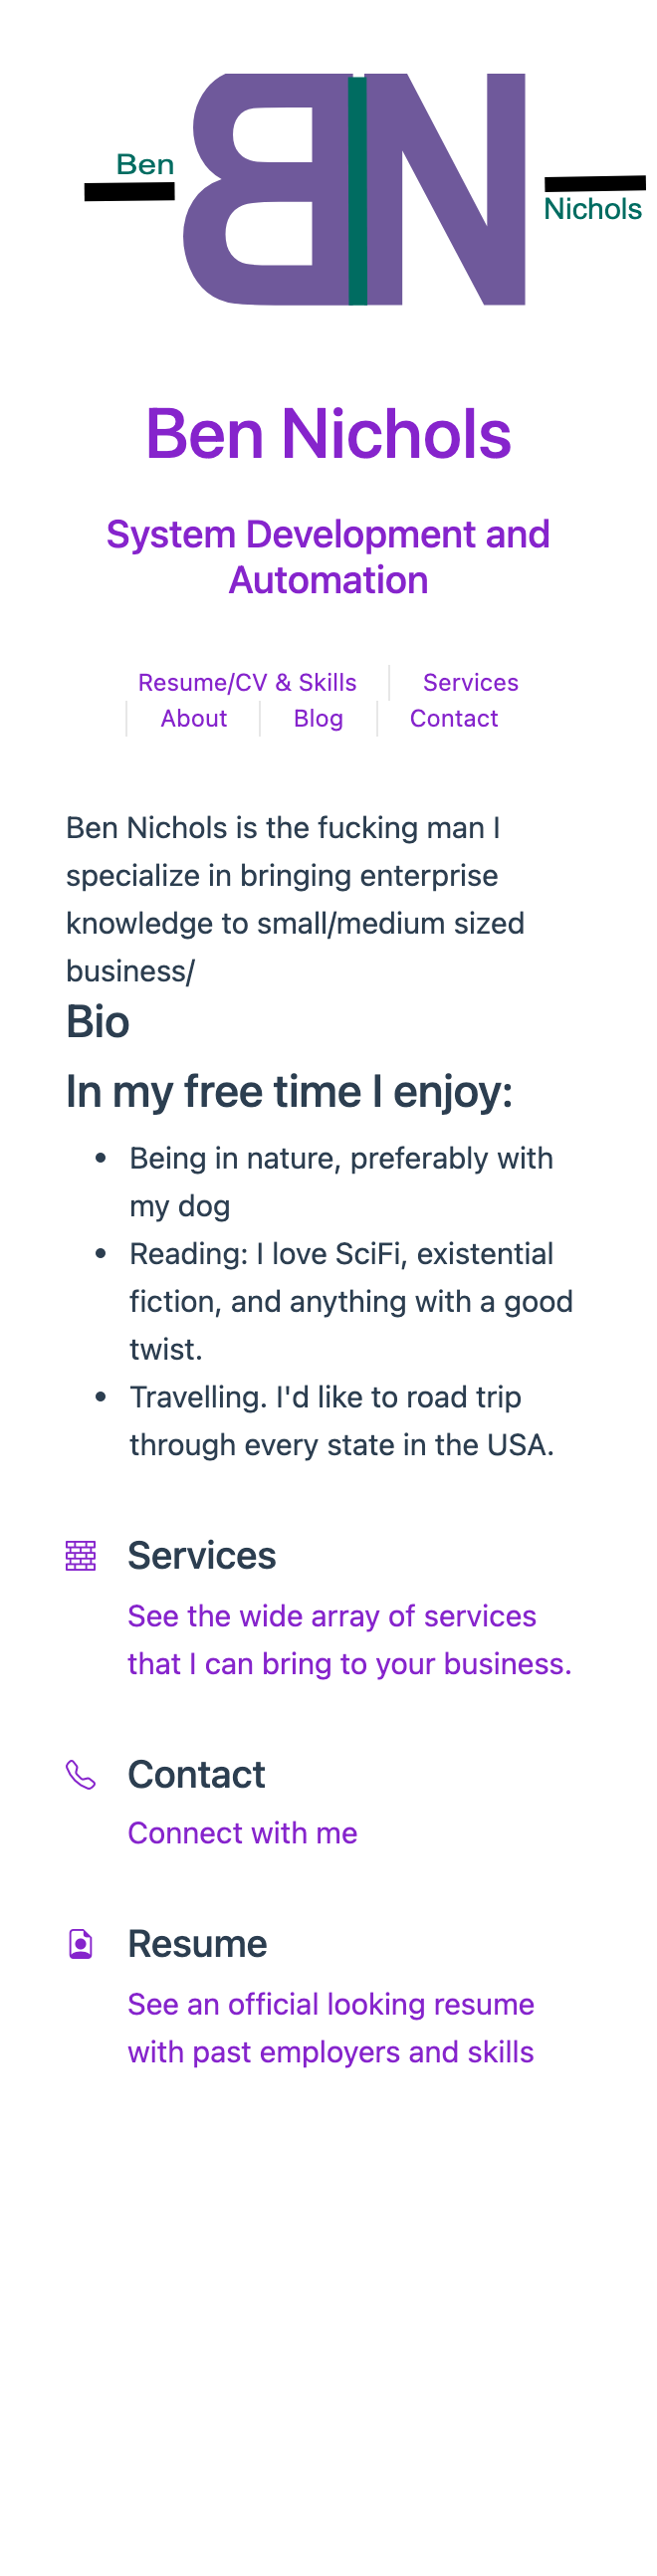 Ben
BN
Nichols
Ben Nichols
System Development and
Automation
Resume/CV & Skills
Services
About
Blog
Contact
Ben Nichols is the fucking man I
specialize in bringing enterprise
knowledge to small/medium sized
business/
Bio
In my free time I enjoy:
• Being in nature, preferably with
my dog
• Reading: I love SciFi, existential
fiction, and anything with a good
twist.
• Travelling. I'd like to road trip
through every state in the USA.
Services
See the wide array of services
that I can bring to your business.
Contact
Connect with me
Resume
See an official looking resume
with past employers and skills